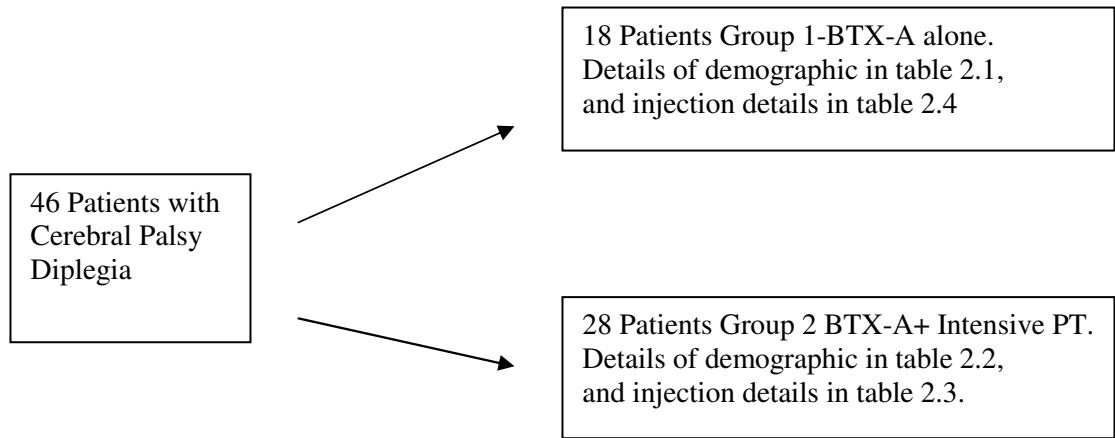 18 Patients Group 1-BTX-A alone.
Details of demographic in table 2.1,
and injection details in table 2.4
46 Patients with
Cerebral Palsy
Diplegia
28 Patients Group 2 BTX-A+ Intensive PT.
Details of demographic in table 2.2,
and injection details in table 2.3.